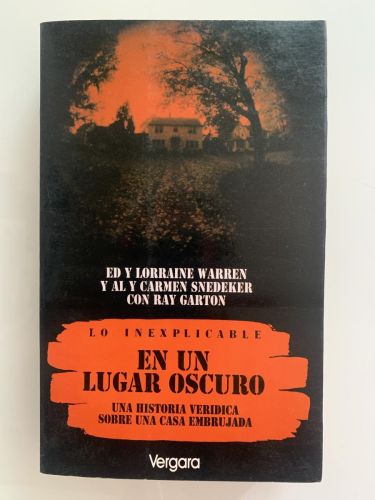 ED Y LORRAINE WARREN
Y AL Y CARMEN SNEDEKER
CON RAY GARTON
LO INEXPLICABLE
EN UN
LUGAR OSCURO
UNA HISTORIA VERIDICA
SOBRE UNA CASA EMBRUJADA
Vergara